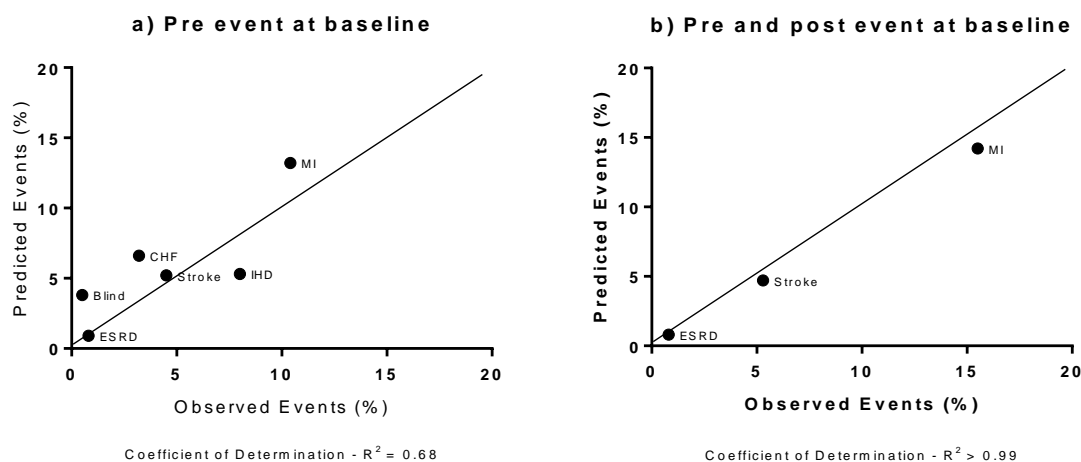 a) Pre event at baseline
20
15
10
5
0
Predicted Events (%)
MI
CHF
Stroke
IHD
Blind
ESRD
0 5 10 15 20
Observed Events (%)
Coefficient of Determination - R² = 0.68
b) Pre and post event at baseline
20
15
10
5
0
Predicted Events (%)
MI
Stroke
ESRD
0 5 10 15 20
Observed Events (%)
Coefficient of Determination - R² > 0.99